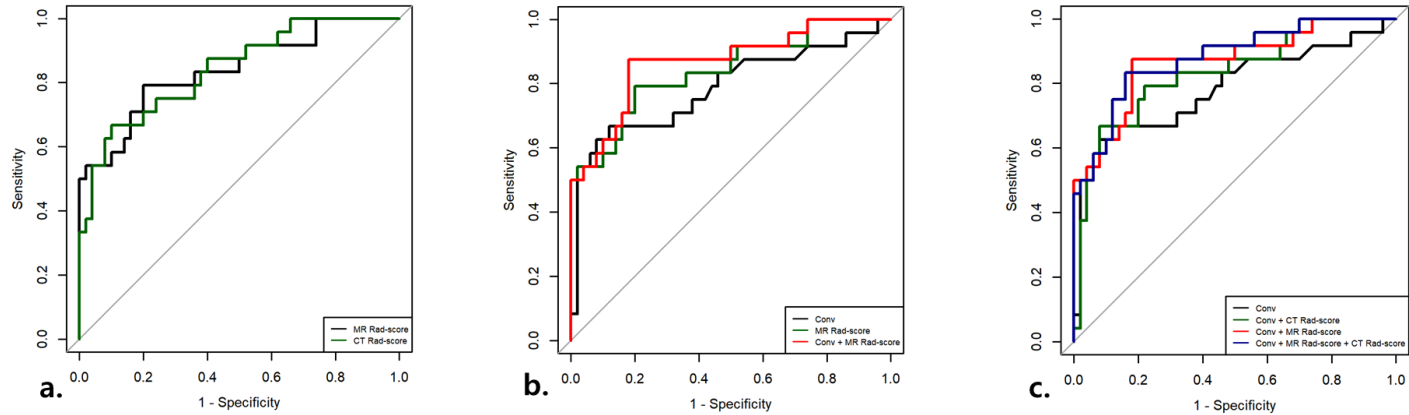 1.0
0.8
0.6
0.4
0.2
0.0
Sensitivity
MR Rad-score
CT Rad-score
0.0 0.2 0.4 0.6 0.8 1.0
1 - Specificity
a.
1.0
0.8
0.6
0.4
0.2
0.0
Sensitivity
Conv
MR Rad-score
Conv + MR Rad-score
0.0 0.2 0.4 0.6 0.8 1.0
1 - Specificity
b.
1.0
0.8
0.6
0.4
0.2
0.0
Sensitivity
Conv
Conv + CT Rad-score
Conv + MR Rad-score
Conv + MR Rad-score + CT Rad-score
0.0 0.2 0.4 0.6 0.8 1.0
1 - Specificity
c.